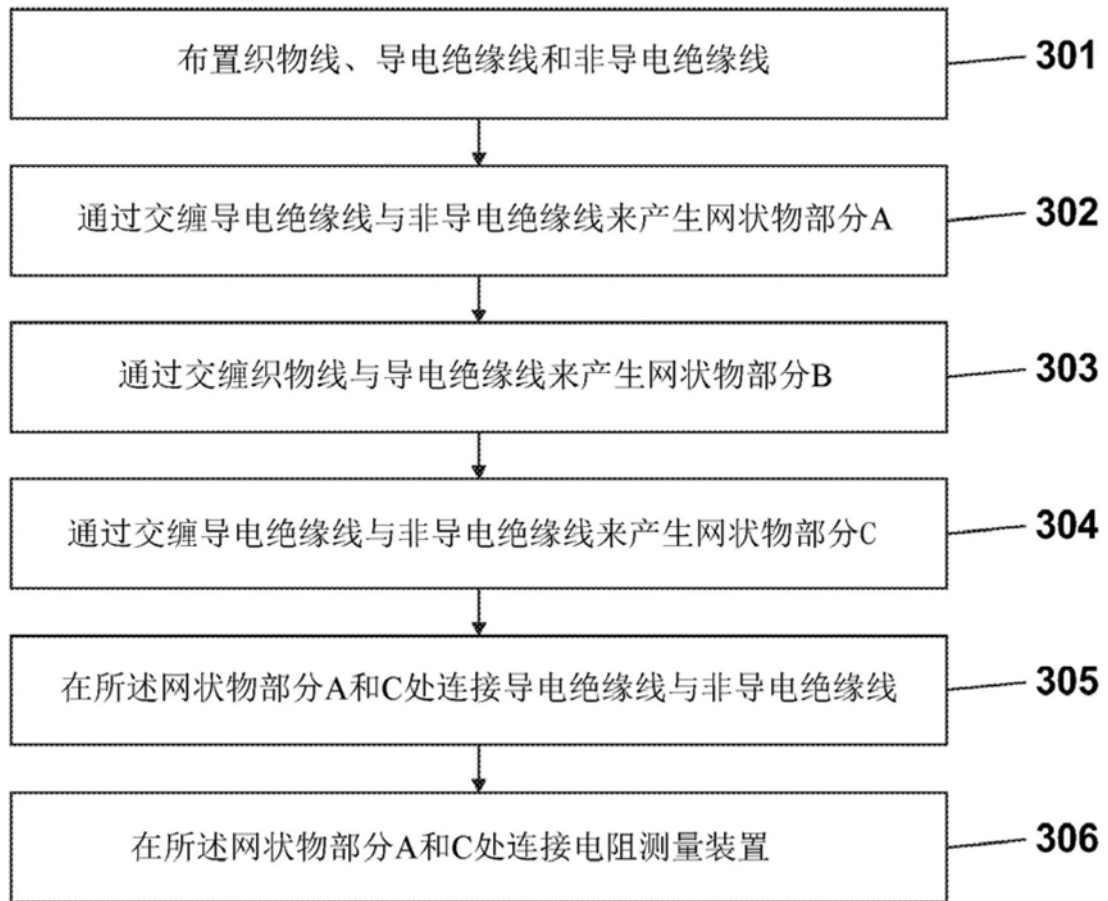 布置织物线、导电绝缘线和非导电绝缘线
301
通过交缠导电绝缘线与非导电绝缘线来产生网状物部分A
302
通过交缠织物线与导电绝缘线来产生网状物部分B
303
通过交缠导电绝缘线与非导电绝缘线来产生网状物部分C
304
在所述网状物部分A和C处连接导电绝缘线与非导电绝缘线
305
在所述网状物部分A和C处连接电阻测量装置
306